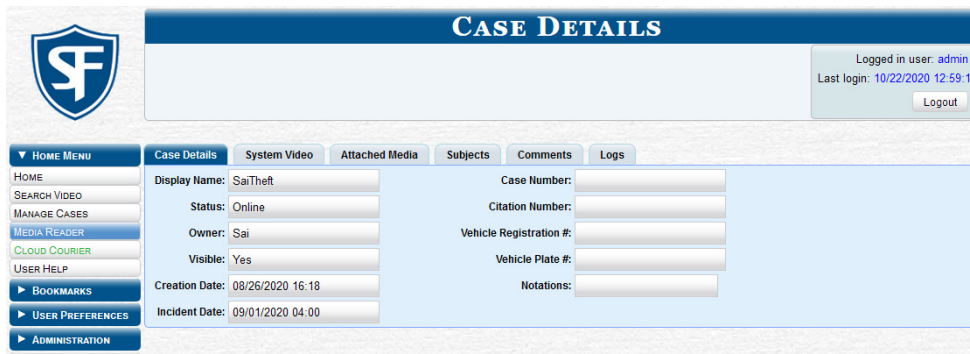 CASE DETAILS
SF
Logged in user: admin
Last login: 10/22/2020 12:59:1
Logout
▼ HOME MENU
HOME
SEARCH VIDEO
MANAGE CASES
MEDIA READER
CLOUD COURIER
USER HELP
► BOOKMARKS
► USER PREFERENCES
► ADMINISTRATION
Case Details System Video Attached Media Subjects Comments Logs
Display Name: SaiTheft Case Number:
Status: Online Citation Number:
Owner: Sai Vehicle Registration #:
Visible: Yes Vehicle Plate #:
Creation Date: 08/26/2020 16:18 Notations:
Incident Date: 09/01/2020 04:00